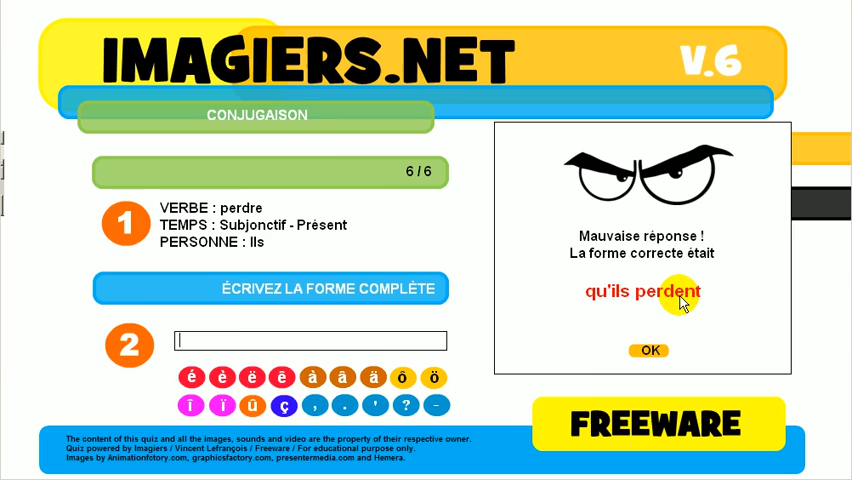 IMAGIERS.NET
V.6
CONJUGAISON
6 / 6
1
VERBE : perdre
TEMPS : Subjonctif - Présent
PERSONNE : Ils
ÉCRIVEZ LA FORME COMPLÈTE
2
é è ë ê à â ä ô ö
î ï û ç , . ' ? -
Mauvaise réponse !
La forme correcte était
qu'ils perdent
OK
FREEWARE
The content of this quiz and all the images, sounds and video are the property of their respective owner.
Quiz powered by Imagiers / Vincent Lefrançois / Freeware / For educational purpose only.
Images by Animationfctory.com, graphicsfactory.com, presentermedia.com and Hemera.